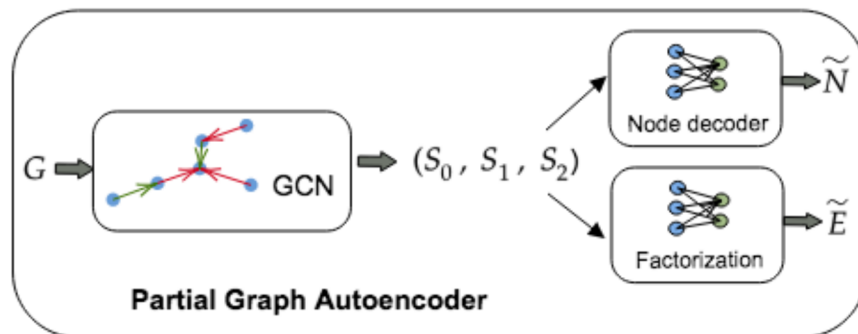 G
GCN
(S₀ , S₁ , S₂)
Node decoder
Ñ
Factorization
Ẽ
Partial Graph Autoencoder